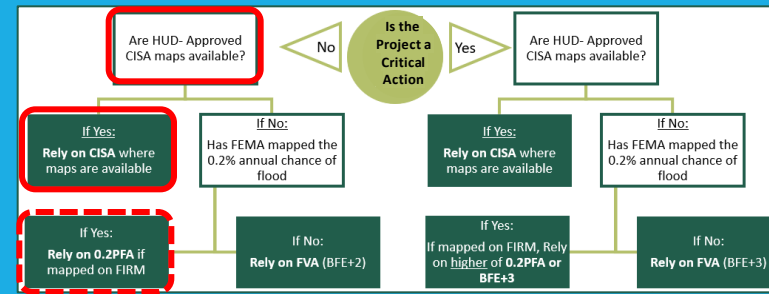 Are HUD- Approved
CISA maps available?
No
Is the
Project a
Critical
Action
Yes
Are HUD- Approved
CISA maps available?
If Yes:
Rely on CISA where
maps are available
If No:
Has FEMA mapped the
0.2% annual chance of
flood
If Yes:
Rely on CISA where
maps are available
If No:
Has FEMA mapped the
0.2% annual chance of
flood
If Yes:
Rely on 0.2PFA if
mapped on FIRM
If No:
Rely on FVA (BFE+2)
If Yes:
If mapped on FIRM, Rely
on higher of 0.2PFA or
BFE+3
If No:
Rely on FVA (BFE+3)